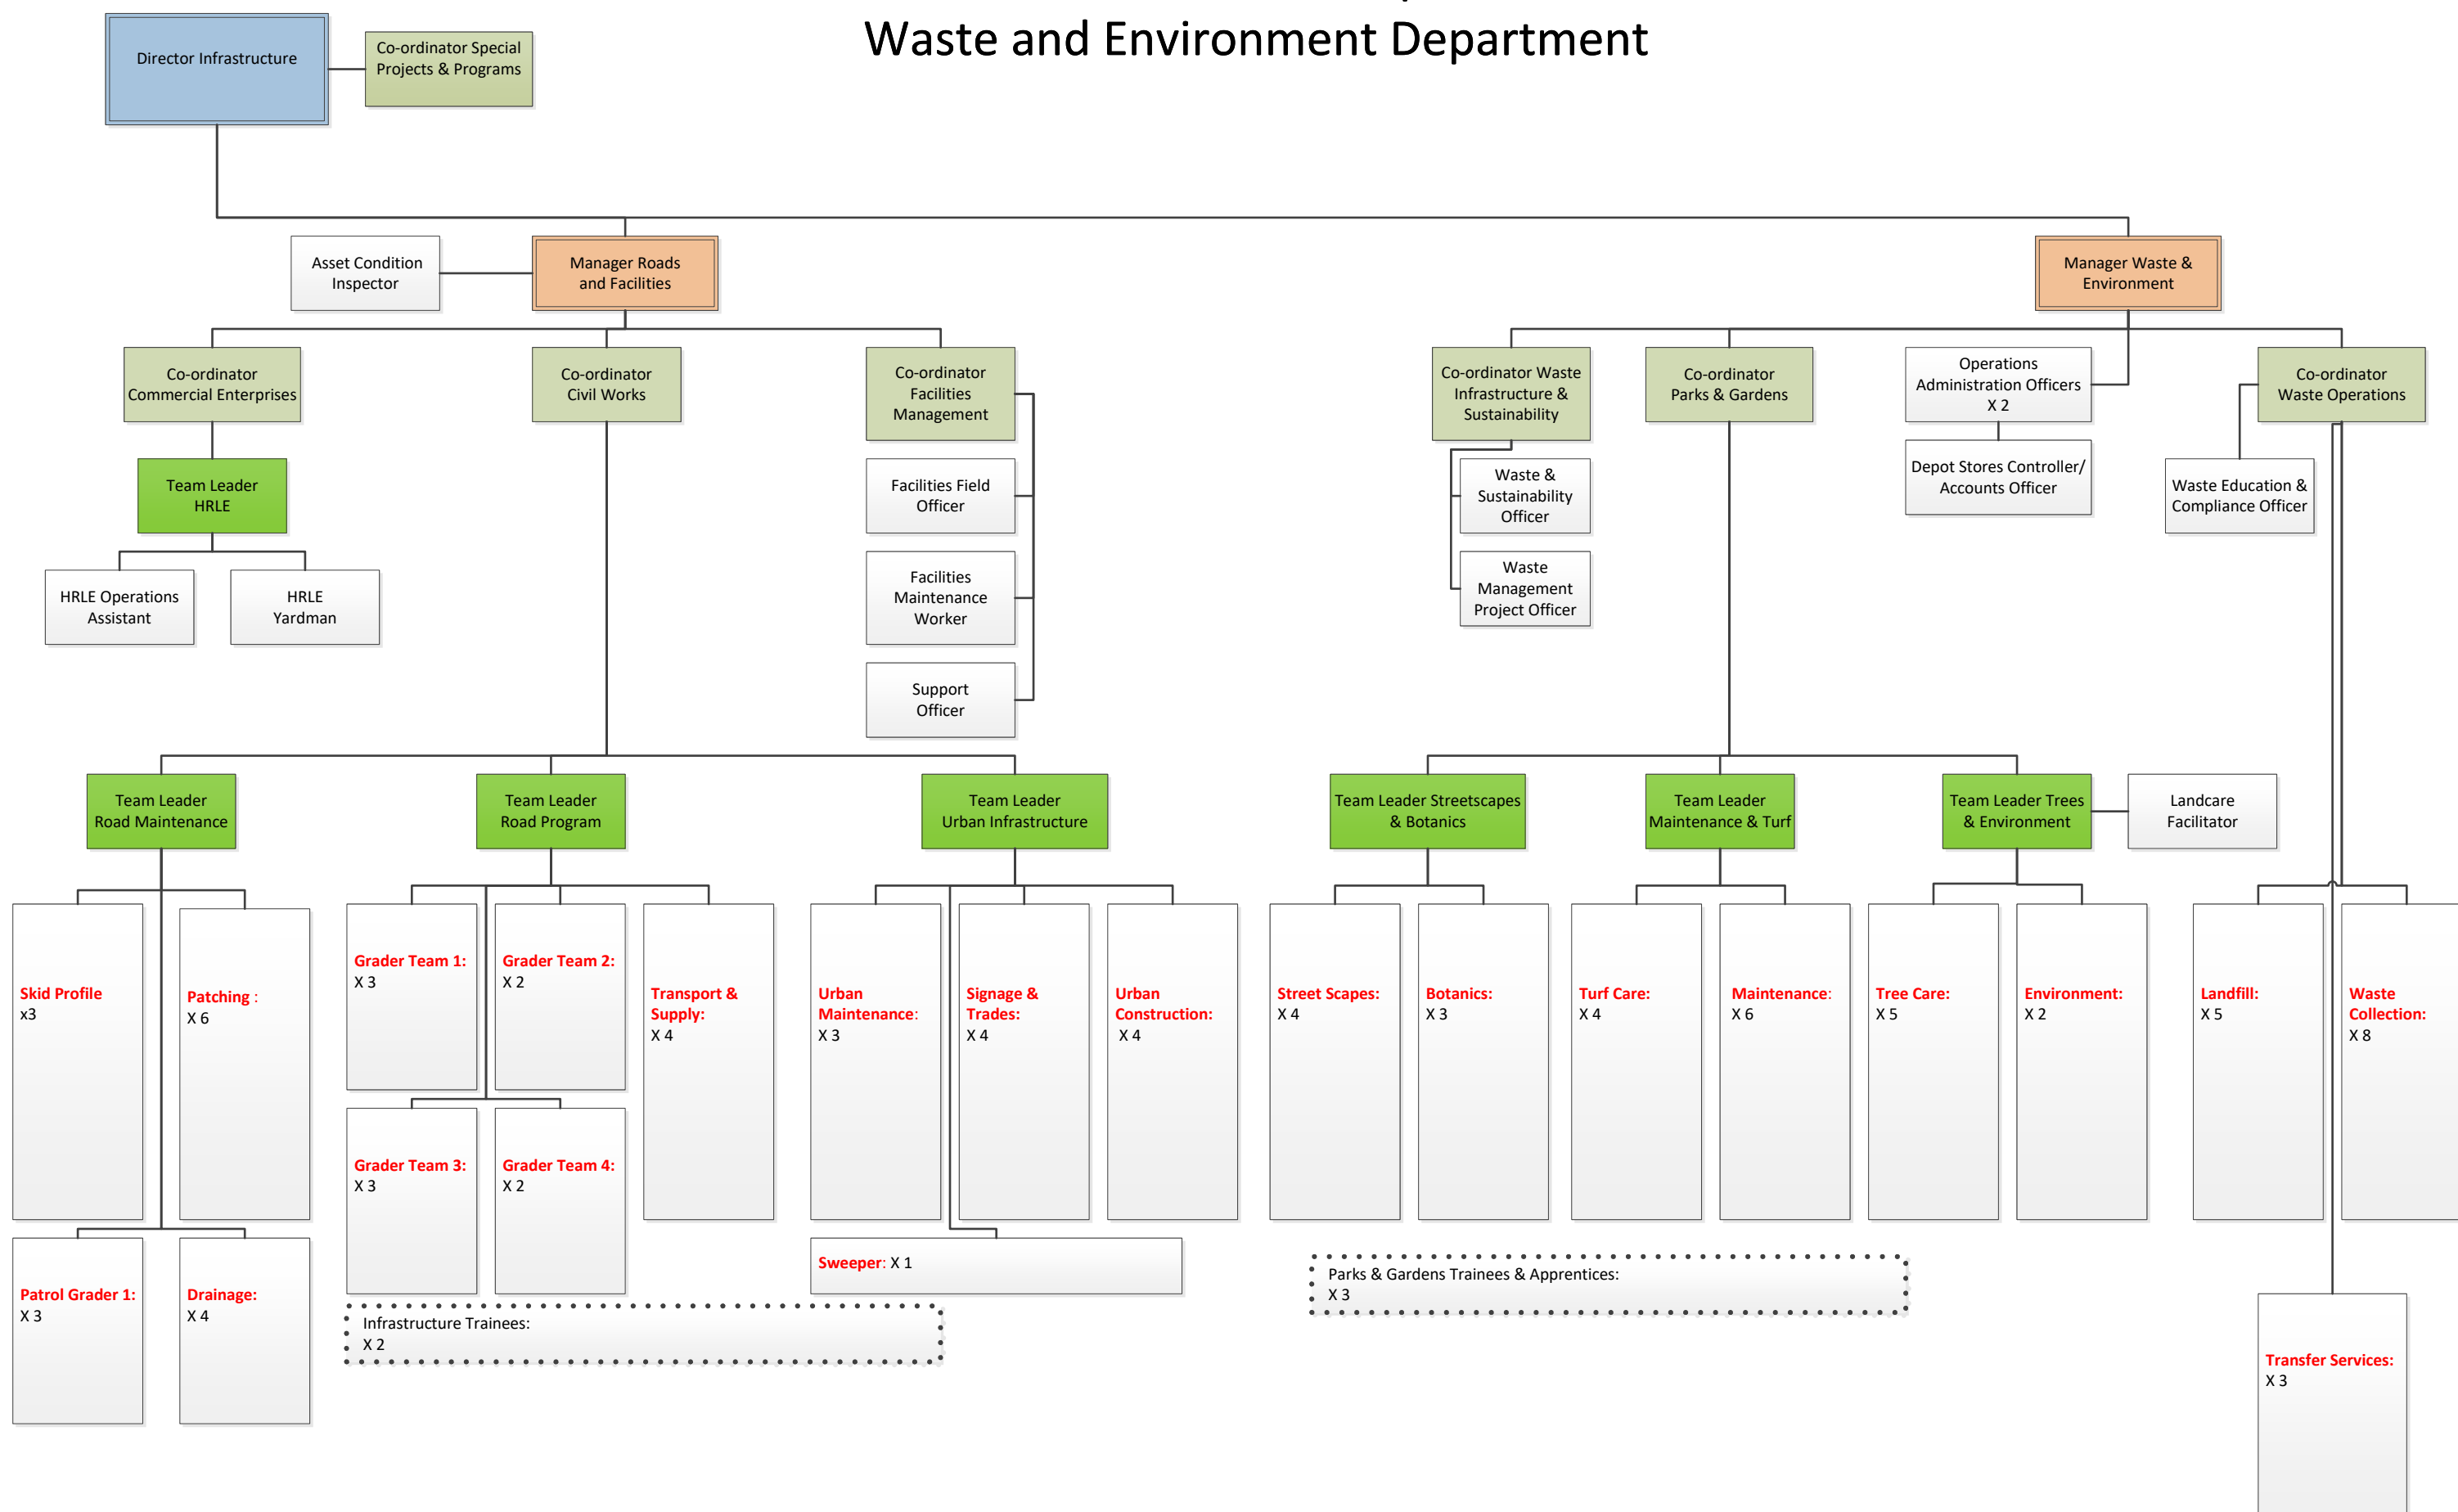 Waste and Environment Department
Director Infrastructure
Co-ordinator Special
Projects & Programs
Asset Condition
Inspector
Manager Roads
and Facilities
Manager Waste &
Environment
Co-ordinator
Commercial Enterprises
Co-ordinator
Civil Works
Co-ordinator
Facilities
Management
Co-ordinator Waste
Infrastructure &
Sustainability
Co-ordinator
Parks & Gardens
Operations
Administration Officers
X 2
Co-ordinator
Waste Operations
Team Leader
HRLE
Facilities Field
Officer
Waste &
Sustainability
Officer
Depot Stores Controller/
Accounts Officer
Waste Education &
Compliance Officer
HRLE Operations
Assistant
HRLE
Yardman
Facilities
Maintenance
Worker
Waste
Management
Project Officer
Support
Officer
Team Leader
Road Maintenance
Team Leader
Road Program
Team Leader
Urban Infrastructure
Team Leader Streetscapes
& Botanics
Team Leader
Maintenance & Turf
Team Leader Trees
& Environment
Landcare
Facilitator
Skid Profile
x3
Patching :
X 6
Grader Team 1:
X 3
Grader Team 2:
X 2
Transport &
Supply:
X 4
Urban
Maintenance:
X 3
Signage &
Trades:
X 4
Urban
Construction:
X 4
Street Scapes:
X 4
Botanics:
X 3
Turf Care:
X 4
Maintenance:
X 6
Tree Care:
X 5
Environment:
X 2
Landfill:
X 5
Waste
Collection:
X 8
Grader Team 3:
X 3
Grader Team 4:
X 2
Patrol Grader 1:
X 3
Drainage:
X 4
Sweeper: X 1
Infrastructure Trainees:
X 2
Parks & Gardens Trainees & Apprentices:
X 3
Transfer Services:
X 3